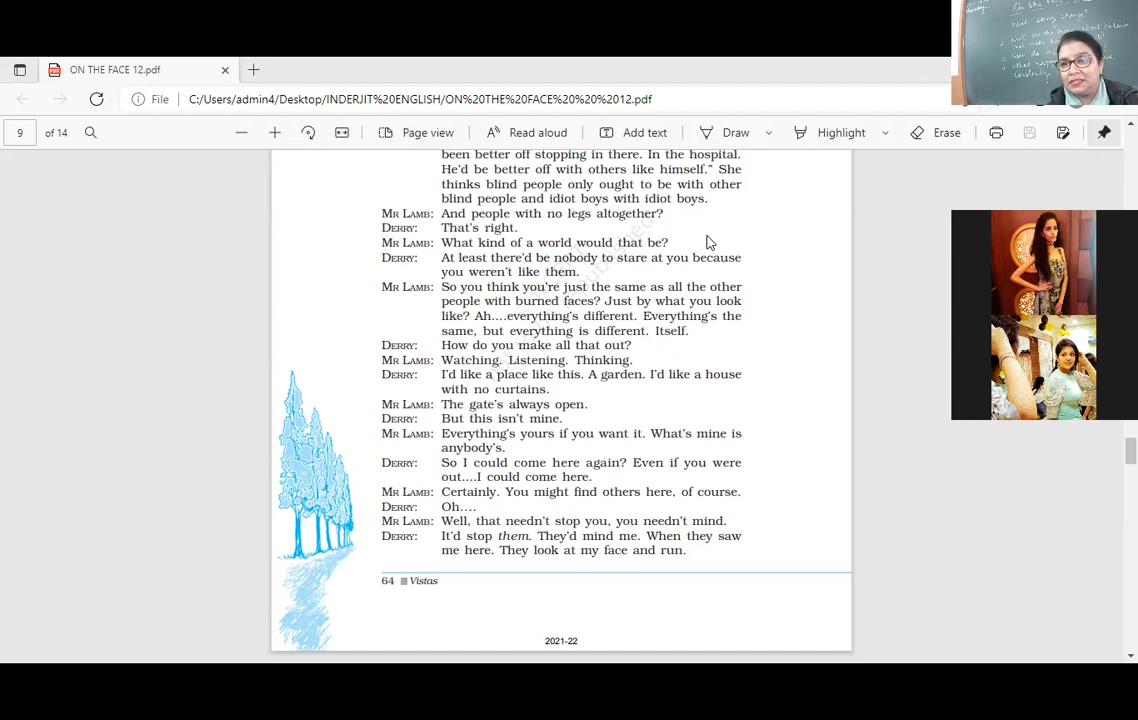 ON THE FACE 12.pdf
File C:/Users/admin4/Desktop/INDERJIT%20ENGLISH/ON%20THE%20FACE%20%20%2012.pdf
9 of 14 Page view Read aloud Add text Draw Highlight Erase
been better off stopping in there. In the hospital.
He'd be better off with others like himself." She
thinks blind people only ought to be with other
blind people and idiot boys with idiot boys.
MR LAMB: And people with no legs altogether?
DERRY: That's right.
MR LAMB: What kind of a world would that be?
DERRY: At least there'd be nobody to stare at you because
you weren't like them.
MR LAMB: So you think you're just the same as all the other
people with burned faces? Just by what you look
like? Ah....everything's different. Everything's the
same, but everything is different. Itself.
DERRY: How do you make all that out?
MR LAMB: Watching. Listening. Thinking.
DERRY: I'd like a place like this. A garden. I'd like a house
with no curtains.
MR LAMB: The gate's always open.
DERRY: But this isn't mine.
MR LAMB: Everything's yours if you want it. What's mine is
anybody's.
DERRY: So I could come here again? Even if you were
out....I could come here.
MR LAMB: Certainly. You might find others here, of course.
DERRY: Oh....
MR LAMB: Well, that needn't stop you, you needn't mind.
DERRY: It'd stop them. They'd mind me. When they saw
me here. They look at my face and run.
64 Vistas
2021-22
On the Face